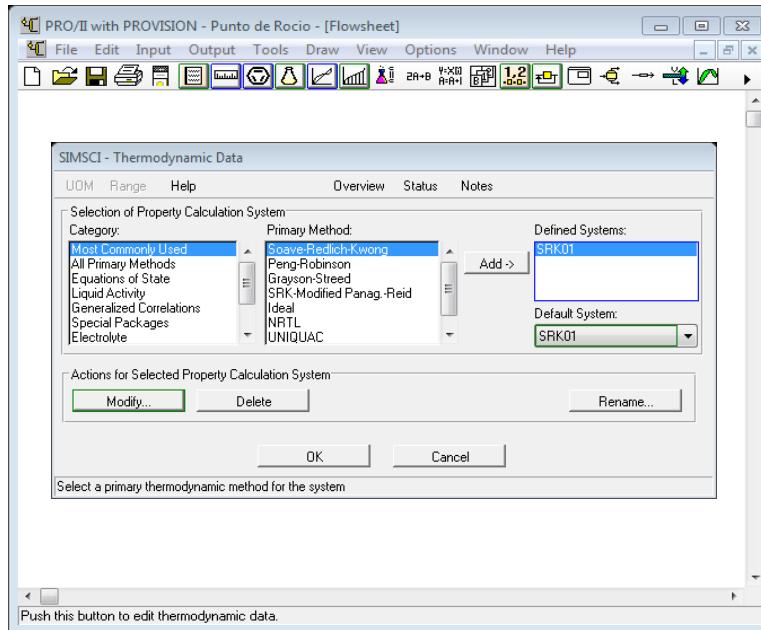 PRO/II with PROVISION - Punto de Rocio - [Flowsheet]
File Edit Input Output Tools Draw View Options Window Help
SIMSCI - Thermodynamic Data
UOM Range Help Overview Status Notes
Selection of Property Calculation System
Category: Primary Method: Defined Systems:
Most Commonly Used Soave-Redlich-Kwong SRK01
All Primary Methods Peng-Robinson Add ->
Equations of State Grayson-Streed
Liquid Activity SRK-Modified Panag.-Reid
Generalized Correlations Ideal Default System:
Special Packages NRTL SRK01
Electrolyte UNIQUAC
Actions for Selected Property Calculation System
Modify... Delete Rename...
OK Cancel
Select a primary thermodynamic method for the system
Push this button to edit thermodynamic data.